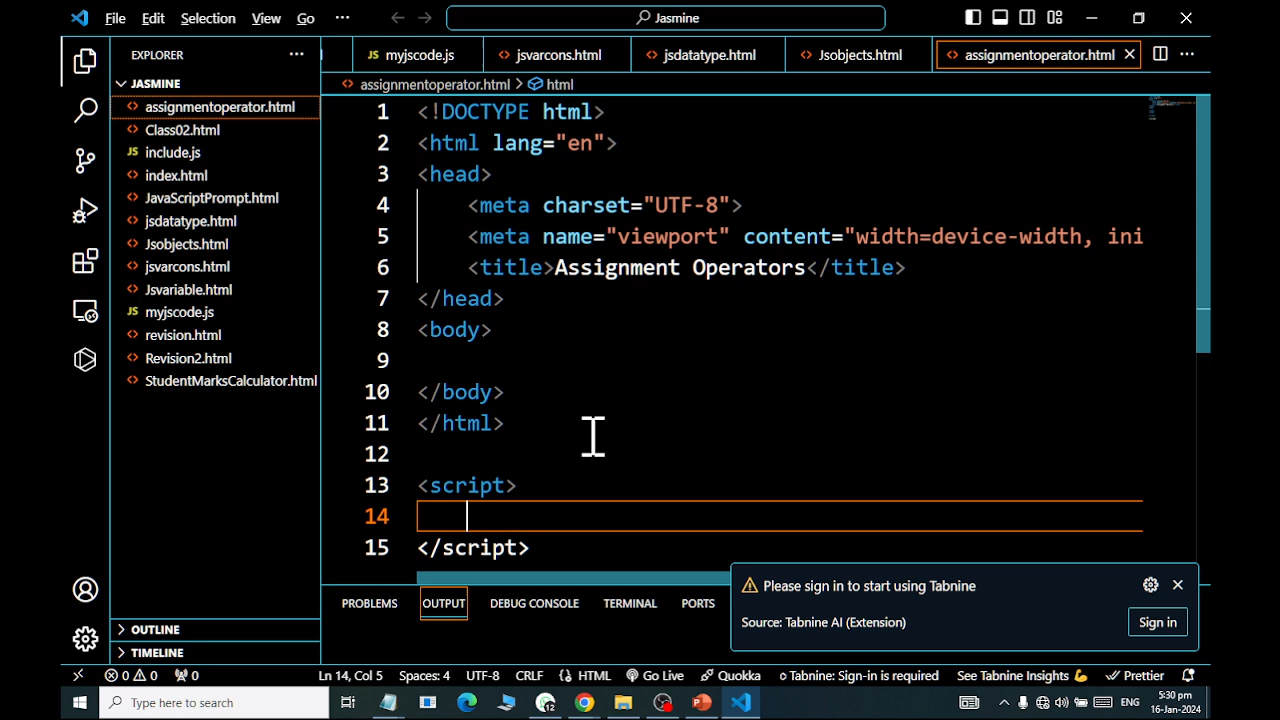 File Edit Selection View Go ··· Jasmine
EXPLORER ···
myjscode.js jsvarcons.html jsdatatype.html Jsobjects.html assignmentoperator.html ···
JASMINE
assignmentoperator.html
Class02.html
include.js
index.html
JavaScriptPrompt.html
jsdatatype.html
Jsobjects.html
jsvarcons.html
Jsvariable.html
myjscode.js
revision.html
Revision2.html
StudentMarksCalculator.html
OUTLINE
TIMELINE
assignmentoperator.html > html
1 <!DOCTYPE html>
2 <html lang="en">
3 <head>
4 <meta charset="UTF-8">
5 <meta name="viewport" content="width=device-width, ini
6 <title>Assignment Operators</title>
7 </head>
8 <body>
9
10 </body>
11 </html>
12
13 <script>
14
15 </script>
PROBLEMS OUTPUT DEBUG CONSOLE TERMINAL PORTS
Please sign in to start using Tabnine
Source: Tabnine AI (Extension) Sign in
0 0 0 Ln 14, Col 5 Spaces: 4 UTF-8 CRLF HTML Go Live Quokka Tabnine: Sign-in is required See Tabnine Insights Prettier
Type here to search 12 ENG 5:30 pm
16-Jan-2024